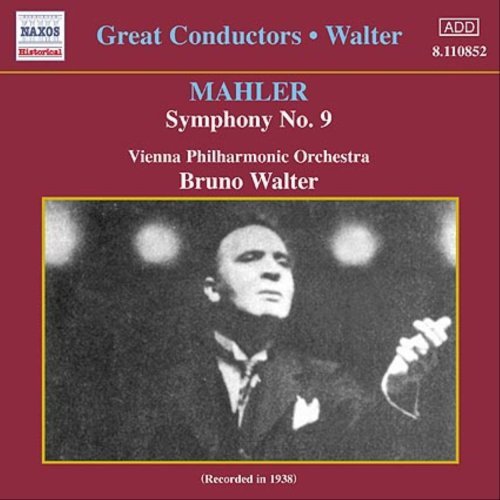 NAXOS
Historical
Great Conductors • Walter
ADD
8.110852
MAHLER
Symphony No. 9
Vienna Philharmonic Orchestra
Bruno Walter
(Recorded in 1938)